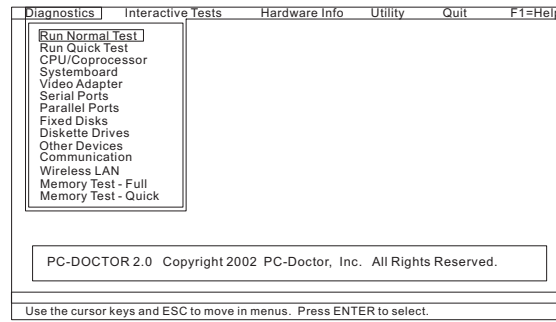 Diagnostics Interactive Tests Hardware Info Utility Quit F1=Help
Run Normal Test
Run Quick Test
CPU/Coprocessor
Systemboard
Video Adapter
Serial Ports
Parallel Ports
Fixed Disks
Diskette Drives
Other Devices
Communication
Wireless LAN
Memory Test - Full
Memory Test - Quick
PC-DOCTOR 2.0 Copyright 2002 PC-Doctor, Inc. All Rights Reserved.
Use the cursor keys and ESC to move in menus. Press ENTER to select.